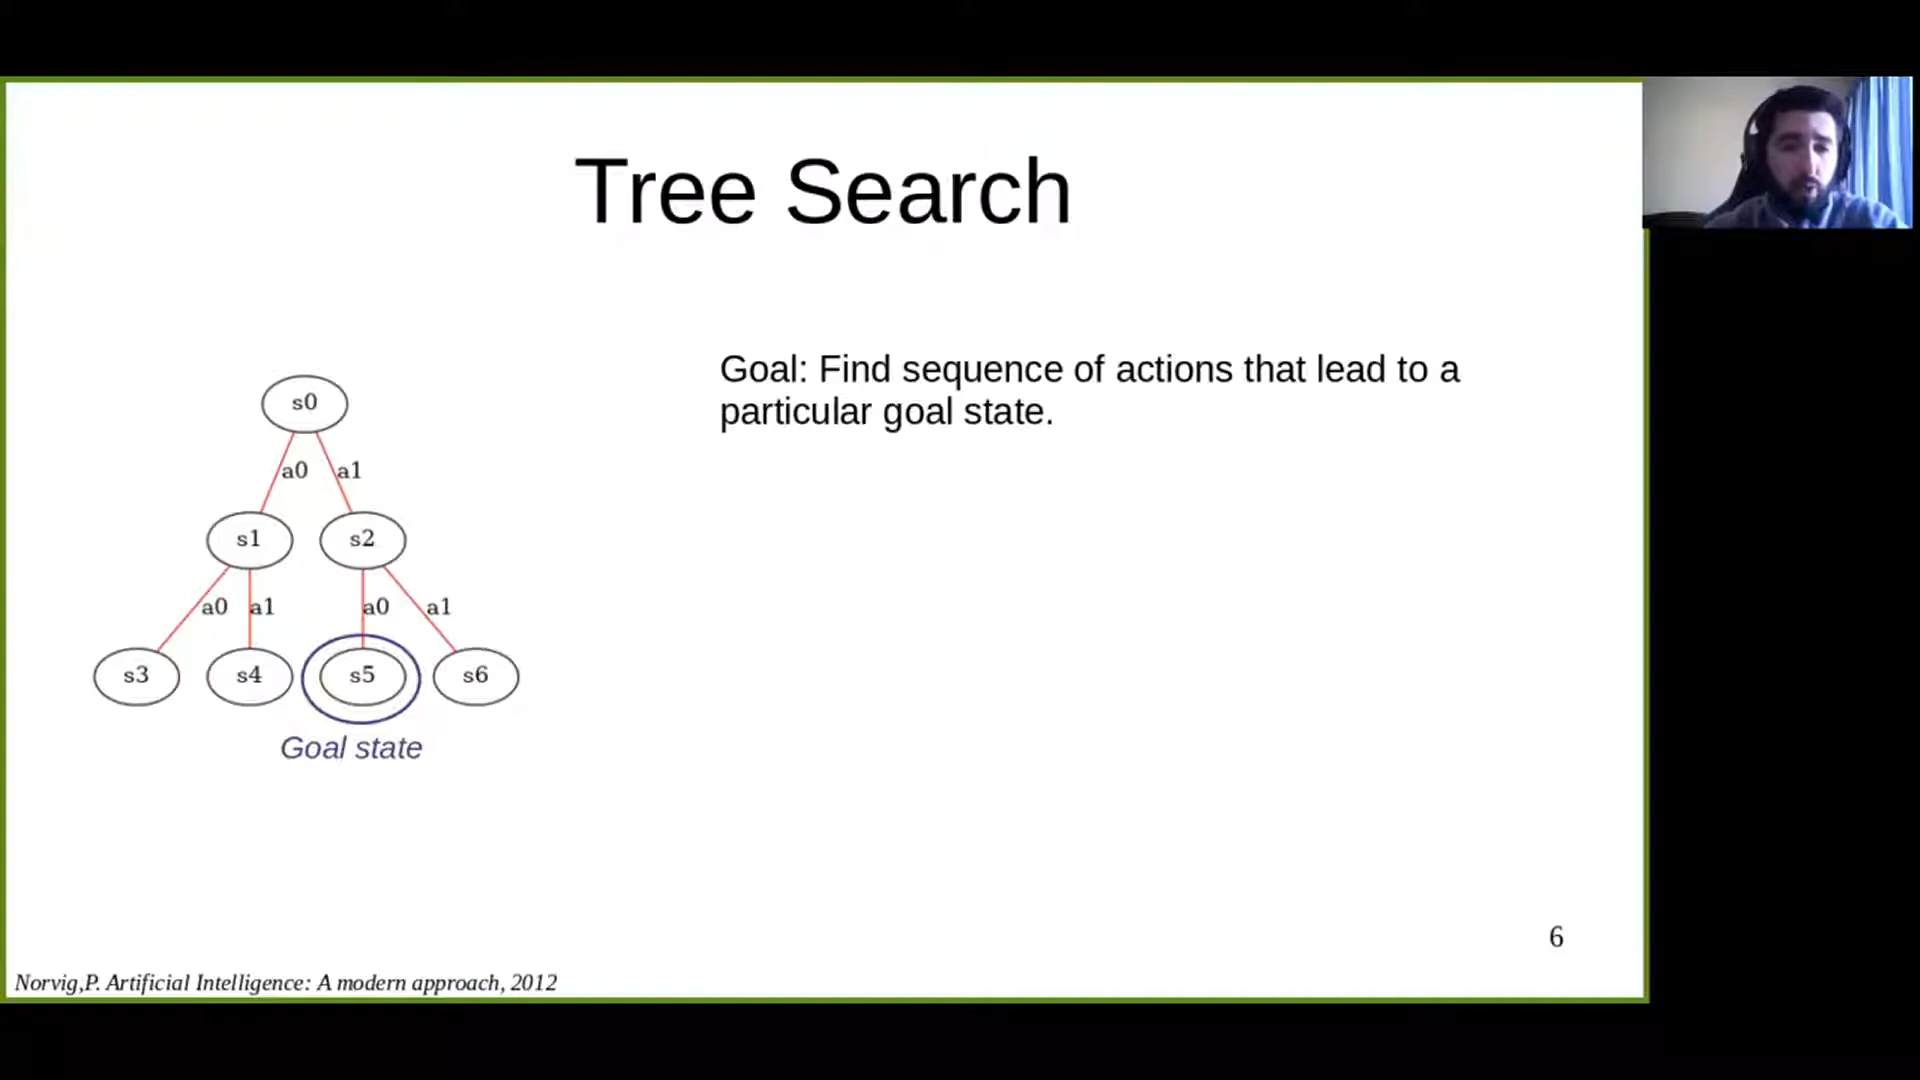 Tree Search
Goal: Find sequence of actions that lead to a
particular goal state.
s0
a0 a1
s1 s2
a0 a1 a0 a1
s3 s4 s5 s6
Goal state
6
Norvig,P. Artificial Intelligence: A modern approach, 2012